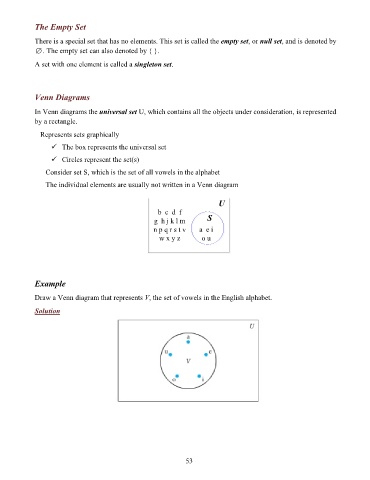 The Empty Set
There is a special set that has no elements. This set is called the empty set, or null set, and is denoted by
∅. The empty set can also denoted by { }.
A set with one element is called a singleton set.
Venn Diagrams
In Venn diagrams the universal set U, which contains all the objects under consideration, is represented
by a rectangle.
Represents sets graphically
✓ The box represents the universal set
✓ Circles represent the set(s)
Consider set S, which is the set of all vowels in the alphabet
The individual elements are usually not written in a Venn diagram
U
b c d f
g h j k l m
S
n p q r s t v
a e i
w x y z
o u
Example
Draw a Venn diagram that represents V, the set of vowels in the English alphabet.
Solution
U
a
u
e
V
o
i
53